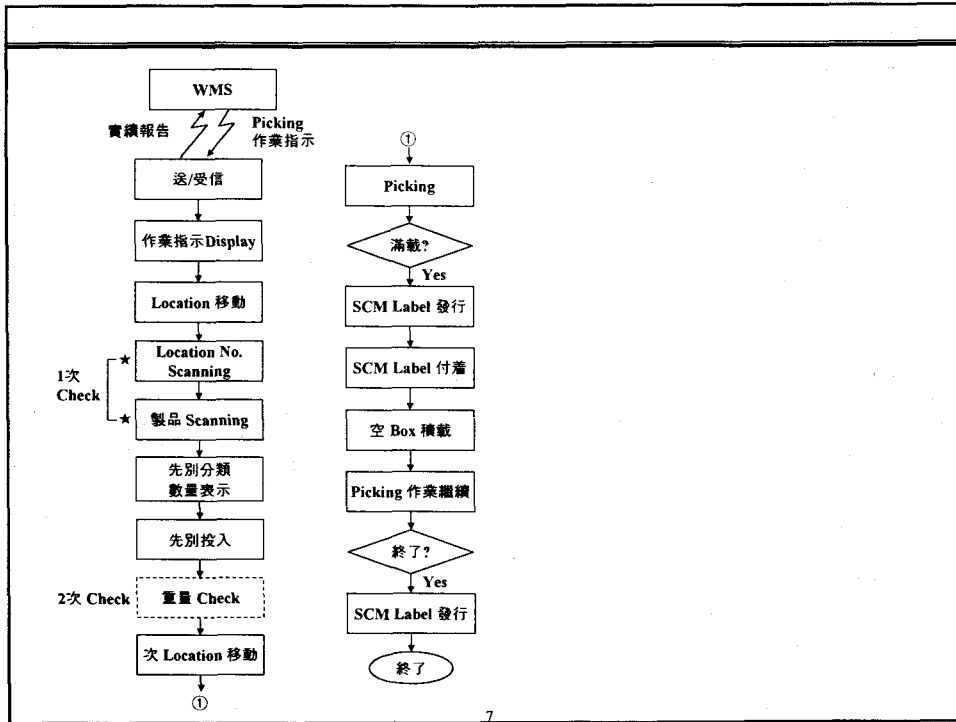 WMS
實績報告
Picking
作業指示
送/受信
作業指示Display
Location 移動
Location No.
Scanning
1次
Check
★
★
製品 Scanning
先別分類
數量表示
先別投入
2次 Check
重量 Check
次 Location 移動
①
①
Picking
滿載?
Yes
SCM Label 發行
SCM Label 付着
空 Box 積載
Picking 作業繼續
終了?
Yes
SCM Label 發行
終了
7